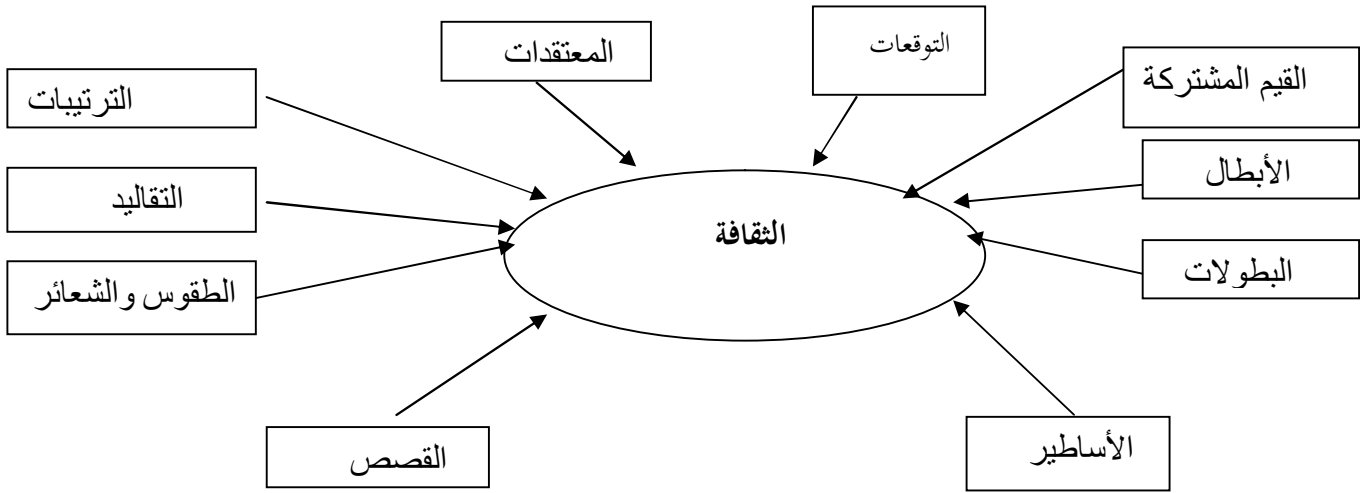 التوقعات
المعتقدات
القيم المشتركة
الترتيبات
الأبطال
التقاليد
الثقافة
البطولات
الطقوس والشعائر
الأساطير
القصص